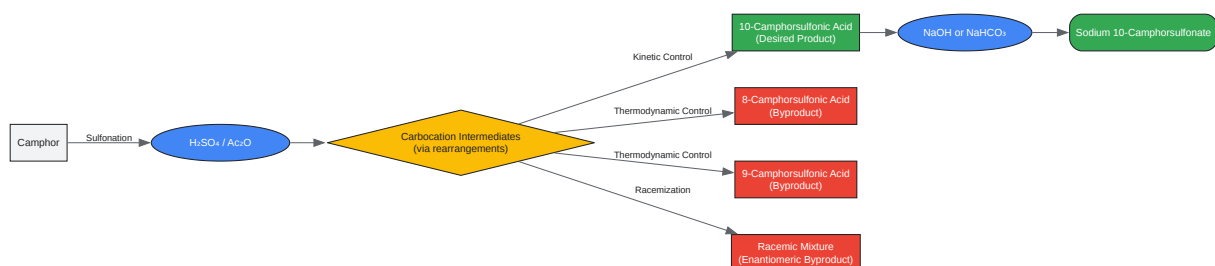 Camphor
Sulfonation
H₂SO₄ / Ac₂O
Carbocation Intermediates
(via rearrangements)
Kinetic Control
10-Camphorsulfonic Acid
(Desired Product)
NaOH or NaHCO₃
Sodium 10-Camphorsulfonate
Thermodynamic Control
8-Camphorsulfonic Acid
(Byproduct)
Thermodynamic Control
9-Camphorsulfonic Acid
(Byproduct)
Racemization
Racemic Mixture
(Enantiomeric Byproduct)